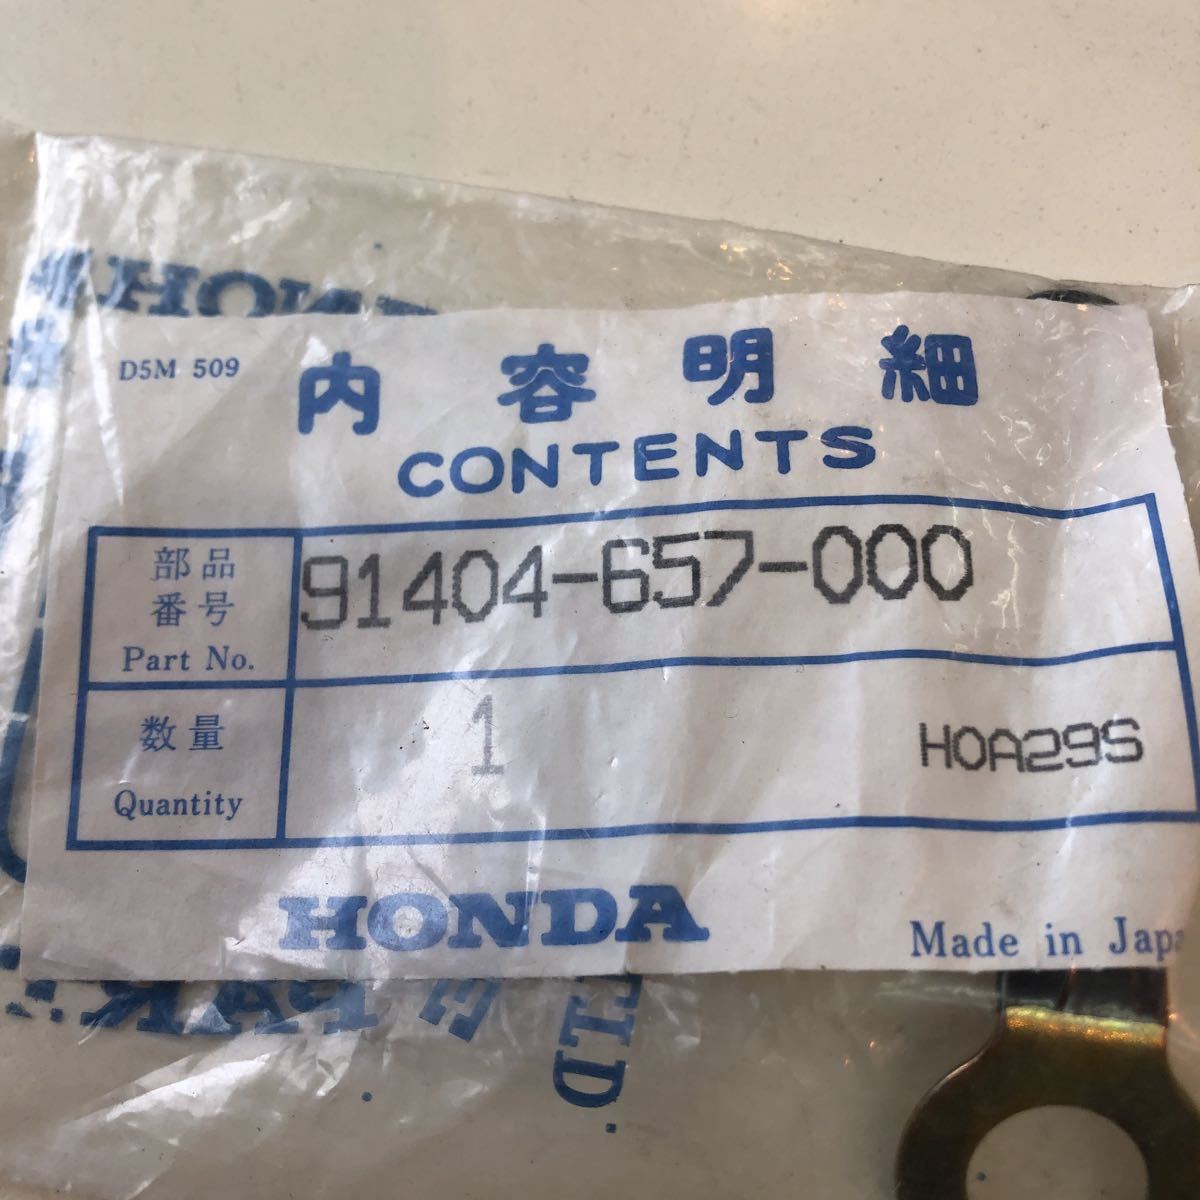 D5M 509
内容明細
CONTENTS
部品
番号
Part No.
91404-657-000
数量
Quantity
1
HOA29S
HONDA
Made in Japa